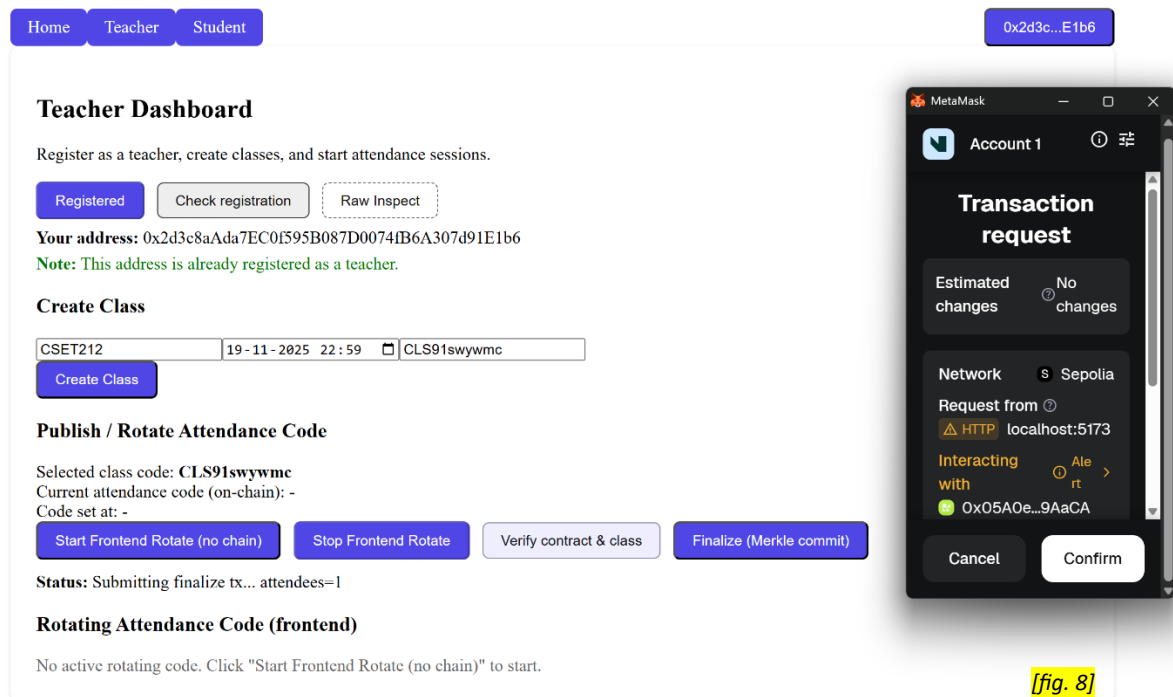 Home Teacher Student
0x2d3c...E1b6
Teacher Dashboard
Register as a teacher, create classes, and start attendance sessions.
Registered Check registration Raw Inspect
Your address: 0x2d3c8aAda7EC0f595B087D0074fB6A307d91E1b6
Note: This address is already registered as a teacher.
Create Class
CSET212 19-11-2025 22:59 CLS91swywmc
Create Class
Publish / Rotate Attendance Code
Selected class code: CLS91swywmc
Current attendance code (on-chain): -
Code set at: -
Start Frontend Rotate (no chain) Stop Frontend Rotate Verify contract & class Finalize (Merkle commit)
Status: Submitting finalize tx... attendees=1
Rotating Attendance Code (frontend)
No active rotating code. Click "Start Frontend Rotate (no chain)" to start.
MetaMask
Account 1
Transaction
request
Estimated No
changes changes
Network S Sepolia
Request from
HTTP localhost:5173
Interacting Ale
with rt
0x05A0e...9AaCA
Cancel Confirm
[fig. 8]